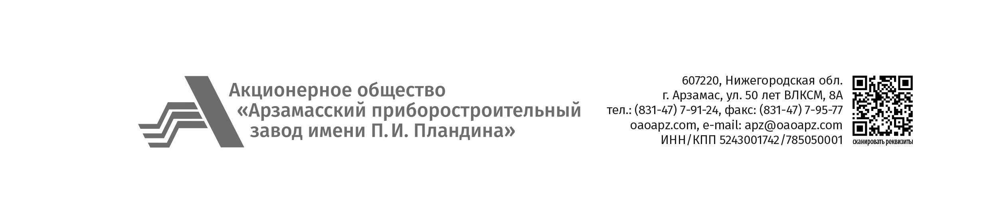 Акционерное общество
«Арзамасский приборостроительный
завод имени П.И. Пландина»
607220, Нижегородская обл.
г. Арзамас, ул. 50 лет ВЛКСМ, 8А
тел.: (831-47) 7-91-24, факс: (831-47) 7-95-77
oaoapz.com, e-mail: apz@oaoapz.com
ИНН/КПП 5243001742/785050001
сканировать реквизиты